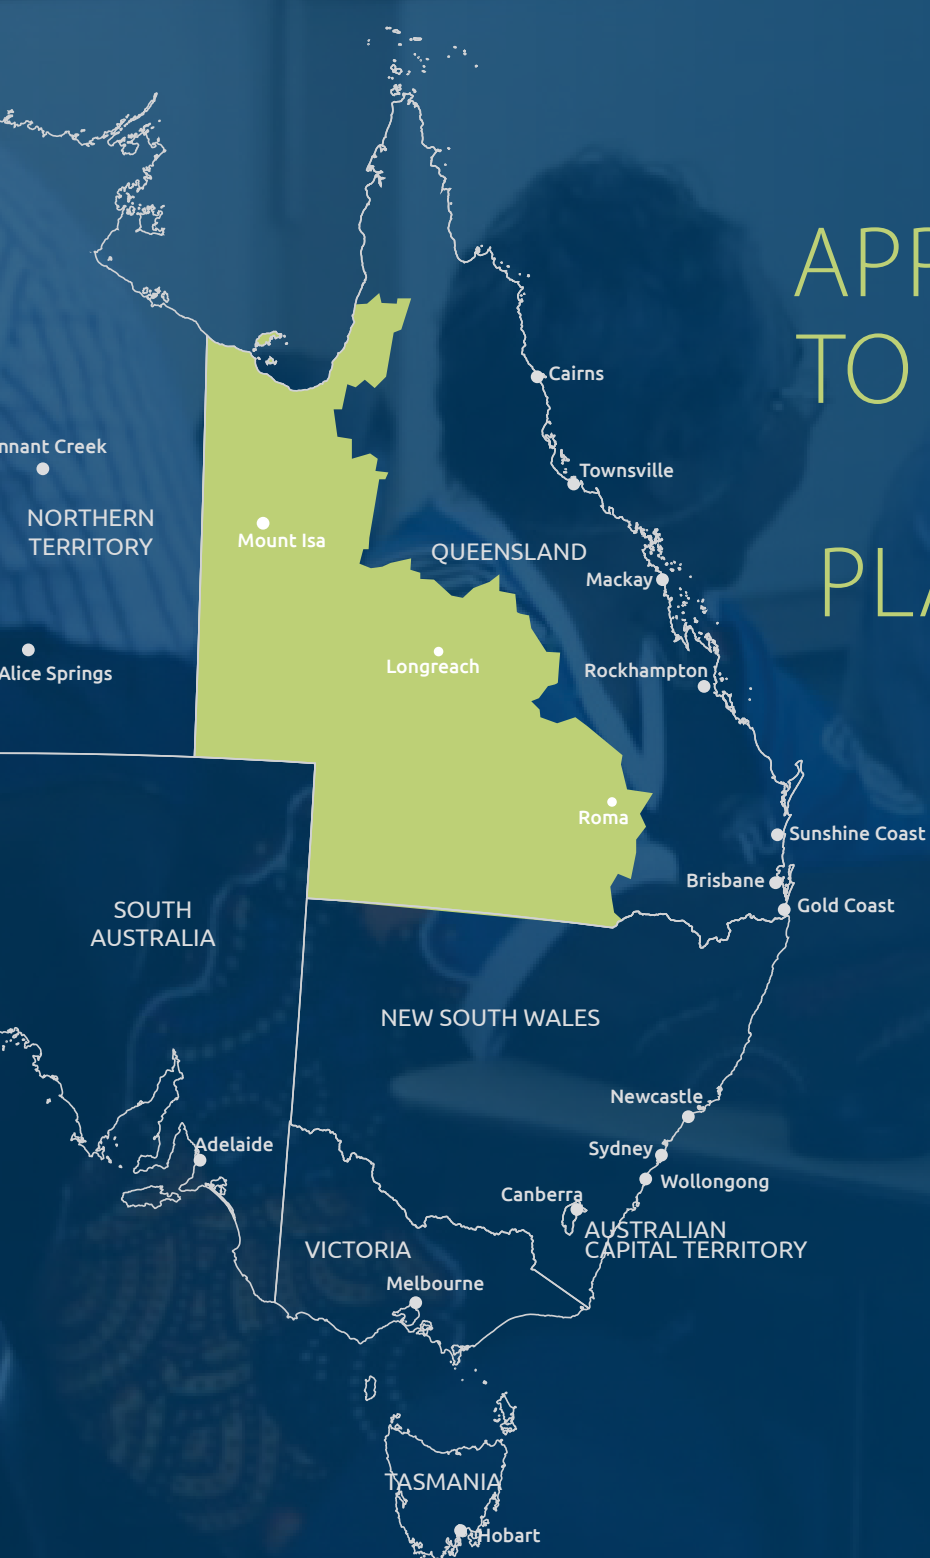 APP
TO
PLA
Cairns
nnant Creek
Townsville
NORTHERN
TERRITORY
Mount Isa
QUEENSLAND
Mackay
Alice Springs
Longreach
Rockhampton
Roma
Sunshine Coast
Brisbane
Gold Coast
SOUTH
AUSTRALIA
NEW SOUTH WALES
Newcastle
Adelaide
Sydney
Wollongong
Canberra
AUSTRALIAN
CAPITAL TERRITORY
VICTORIA
Melbourne
TASMANIA
Hobart